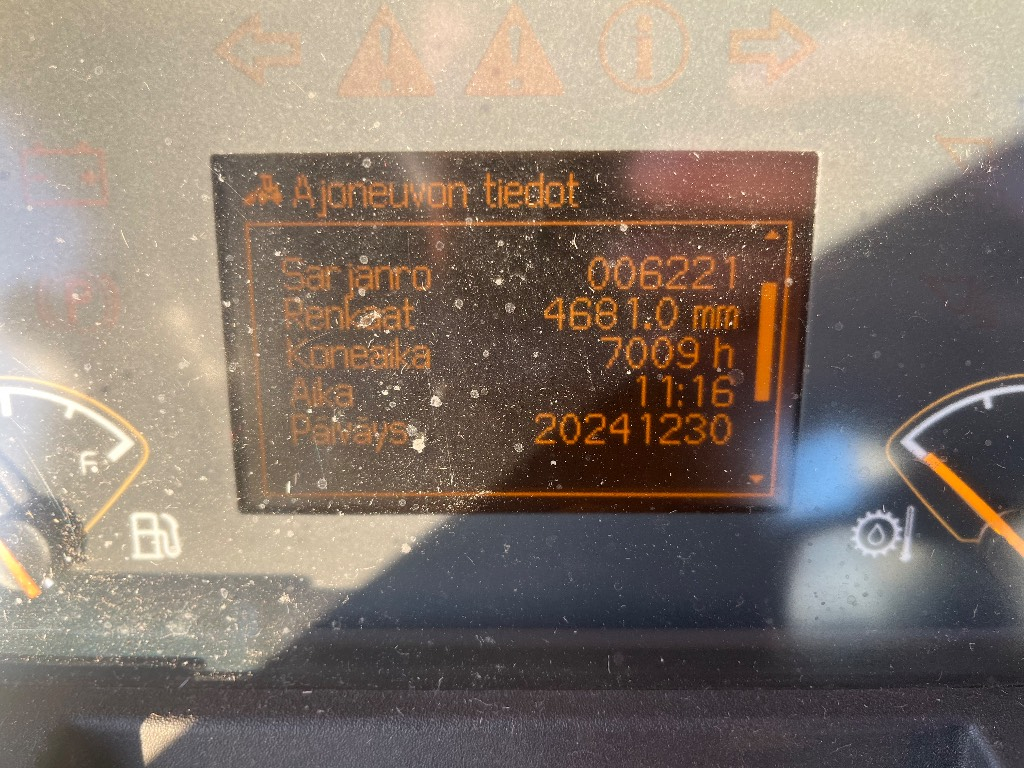 Ajoneuvon tiedot
Sarjanro 006221
Renkaat 4681.0 mm
Koneaika 7009 h
Aika 11:16
Päiväys 20241230
F